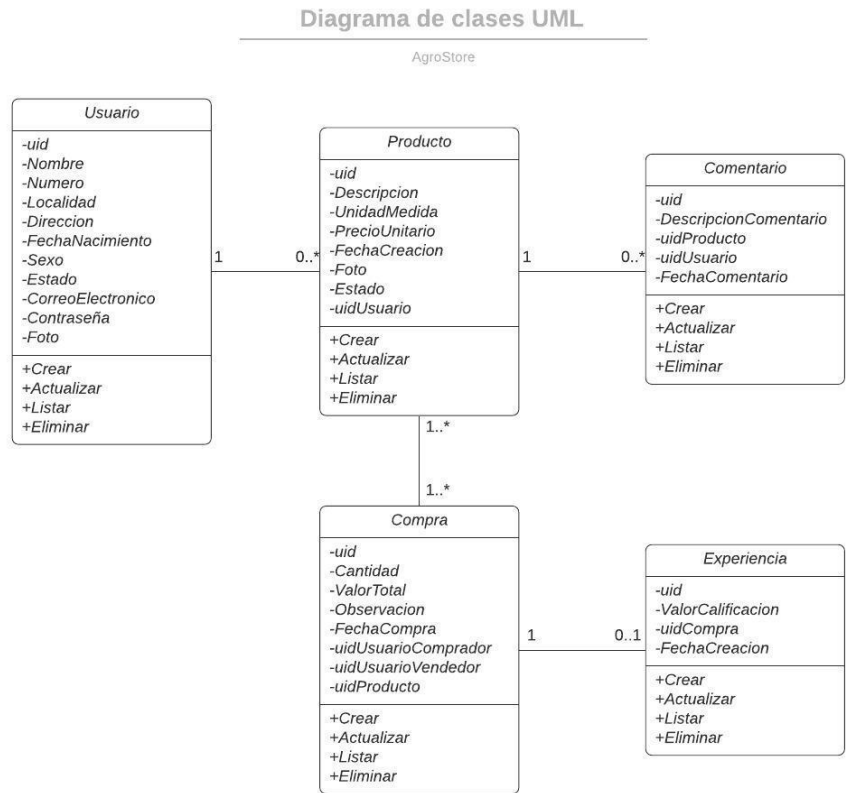 Diagrama de clases UML
AgroStore
Usuario
-uid
-Nombre
-Numero
-Localidad
-Direccion
-FechaNacimiento
-Sexo
-Estado
-CorreoElectronico
-Contraseña
-Foto
+Crear
+Actualizar
+Listar
+Eliminar
1
0..*
Producto
-uid
-Descripcion
-UnidadMedida
-PrecioUnitario
-FechaCreacion
-Foto
-Estado
-uidUsuario
+Crear
+Actualizar
+Listar
+Eliminar
1
0..*
Comentario
-uid
-DescripcionComentario
-uidProducto
-uidUsuario
-FechaComentario
+Crear
+Actualizar
+Listar
+Eliminar
1..*
1..*
Compra
-uid
-Cantidad
-ValorTotal
-Observacion
-FechaCompra
-uidUsuarioComprador
-uidUsuarioVendedor
-uidProducto
+Crear
+Actualizar
+Listar
+Eliminar
1
0..1
Experiencia
-uid
-ValorCalificacion
-uidCompra
-FechaCreacion
+Crear
+Actualizar
+Listar
+Eliminar